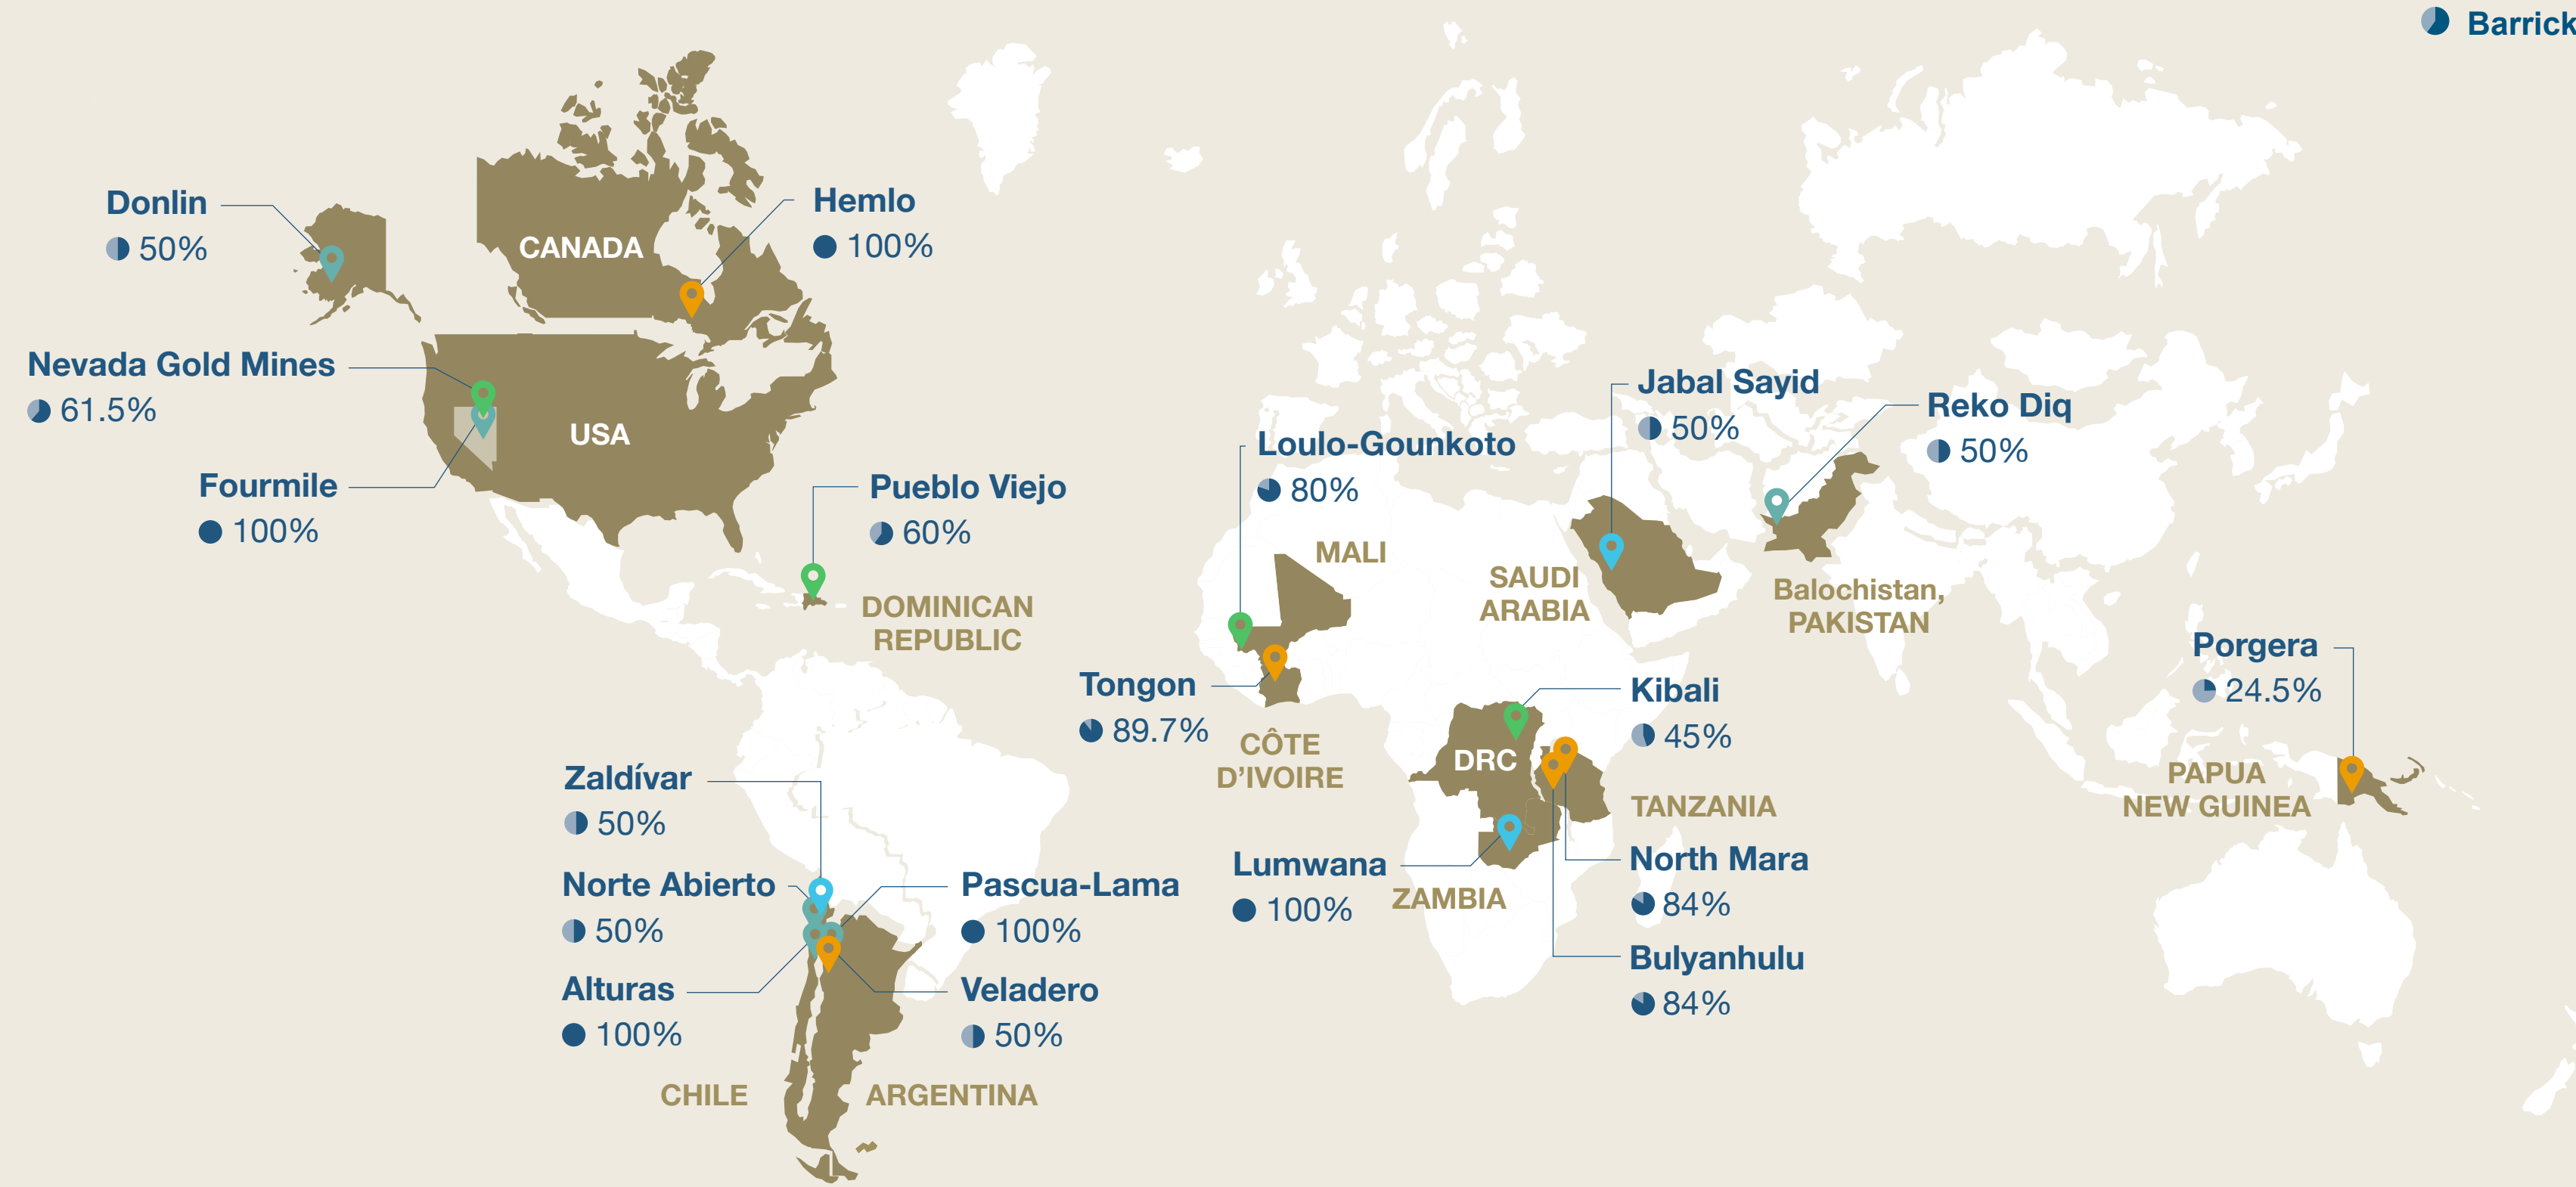 Barrick
Donlin
50%
CANADA
Hemlo
100%
Nevada Gold Mines
61.5%
USA
Fourmile
100%
Pueblo Viejo
60%
DOMINICAN
REPUBLIC
Zaldívar
50%
Norte Abierto
50%
Alturas
100%
Pascua-Lama
100%
Veladero
50%
CHILE
ARGENTINA
Loulo-Gounkoto
80%
MALI
Tongon
89.7%
CÔTE
D’IVOIRE
Jabal Sayid
50%
SAUDI
ARABIA
Reko Diq
50%
Balochistan,
PAKISTAN
Kibali
45%
DRC
TANZANIA
Lumwana
100%
ZAMBIA
North Mara
84%
Bulyanhulu
84%
Porgera
24.5%
PAPUA
NEW GUINEA